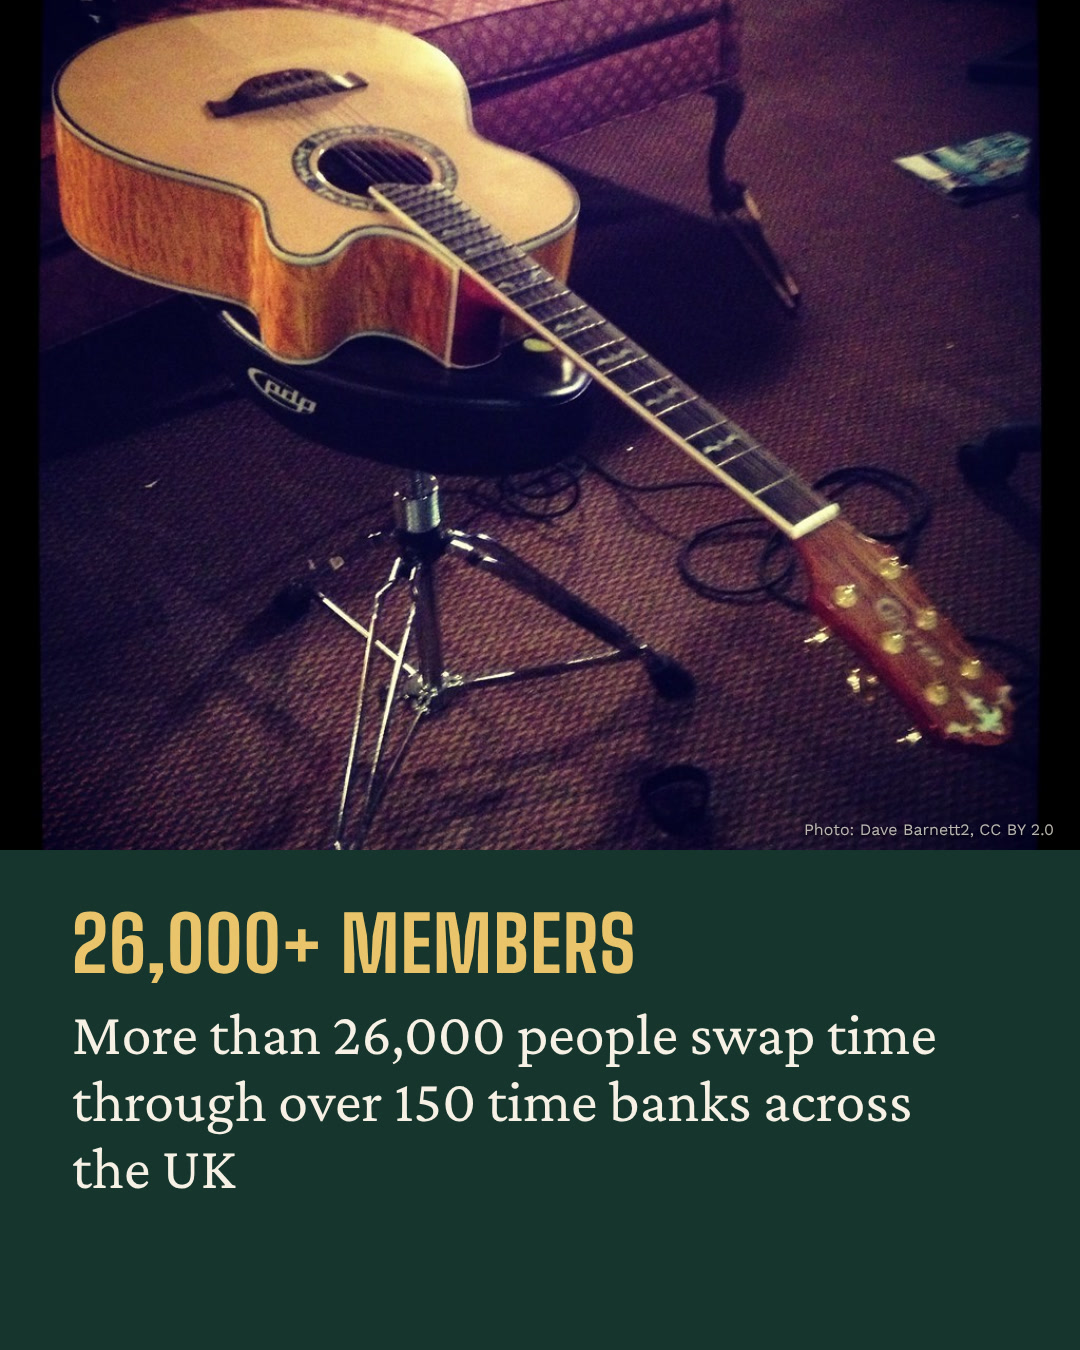 pdp
Photo: Dave Barnett2, CC BY 2.0
26,000+ MEMBERS
More than 26,000 people swap time
through over 150 time banks across
the UK